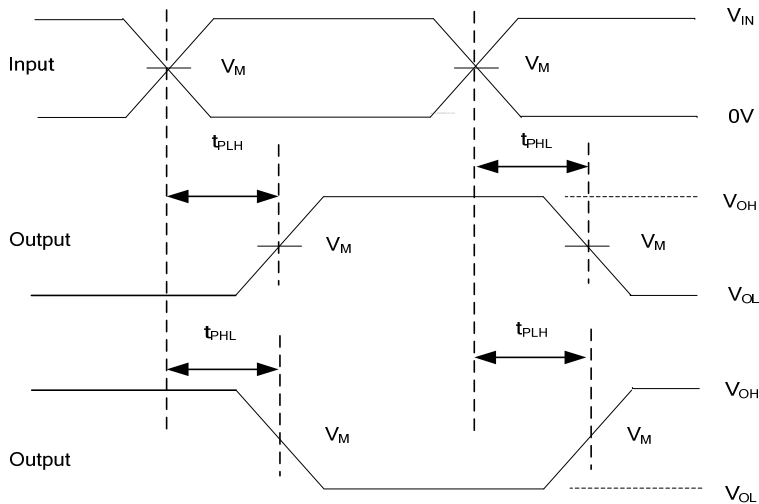 V_IN
Input
V_M V_M
0V
t_PLH t_PHL
V_OH
Output
V_M V_M
V_OL
t_PHL t_PLH
V_OH
V_M V_M
Output
V_OL